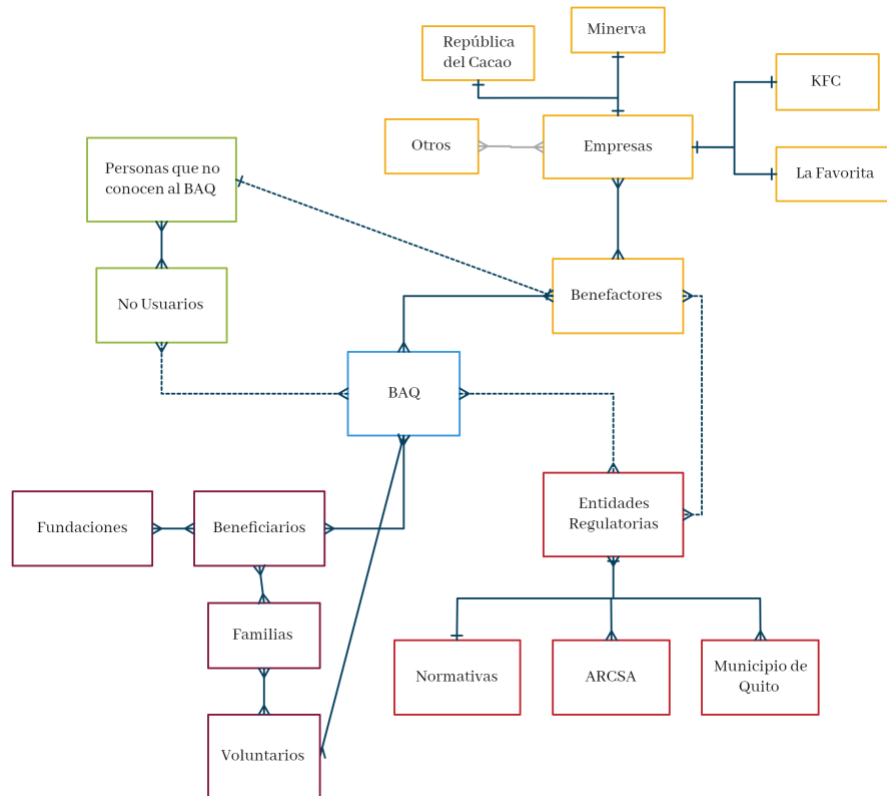 Minerva
República
del Cacao
KFC
Otros
Empresas
La Favorita
Personas que no
conocen al BAQ
No Usuarios
Benefactores
BAQ
Fundaciones
Beneficiarios
Entidades
Regulatorias
Familias
Normativas
ARCSA
Municipio de
Quito
Voluntarios